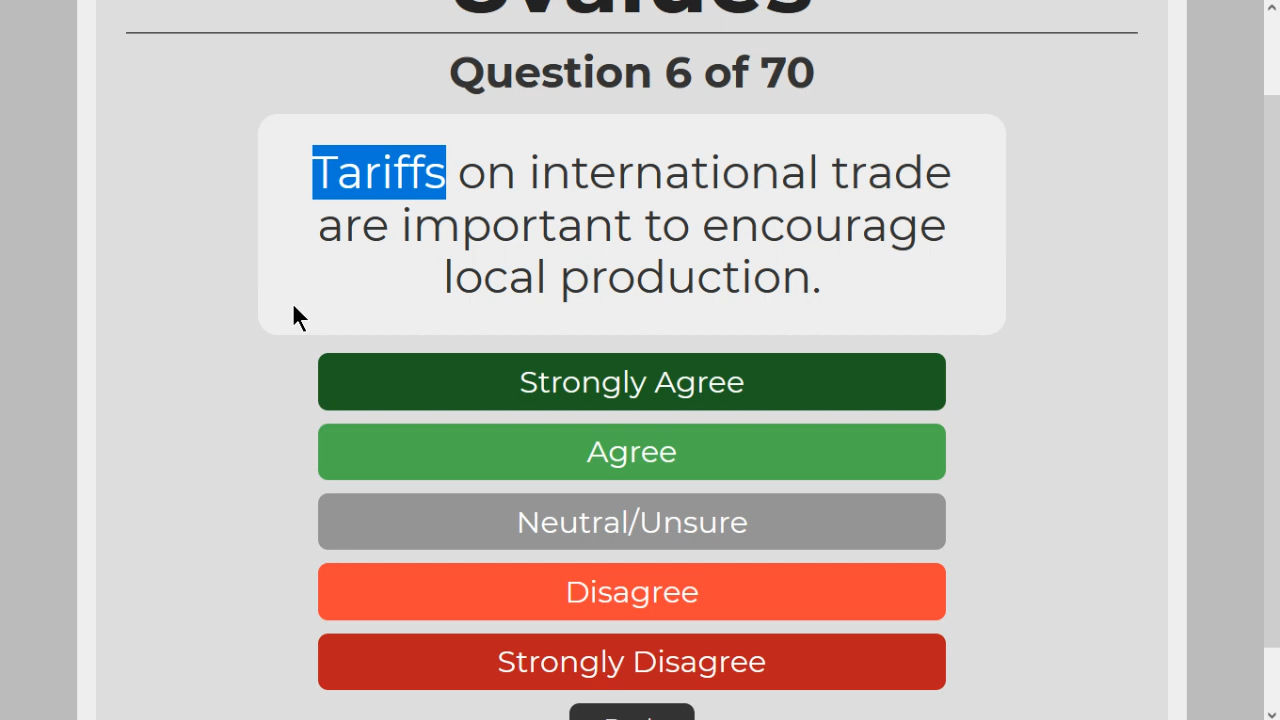 Question 6 of 70
Tariffs on international trade
are important to encourage
local production.
Strongly Agree
Agree
Neutral/Unsure
Disagree
Strongly Disagree